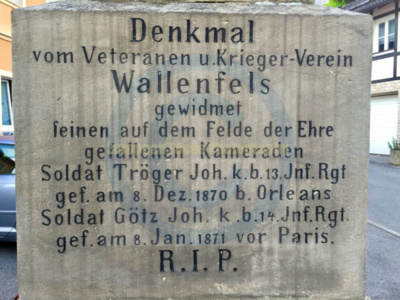 Denkmal
vom Veteranen u. Krieger-Verein
Wallenfels
gewidmet
seinen auf dem Felde der Ehre
gefallenen Kameraden
Soldat Tröger Joh. k.b.13.Jnf.Rgt
gef. am 8. Dez. 1870 b. Orleans
Soldat Götz Joh. k.b.14.Jnf.Rgt.
gef. am 8. Jan. 1871 vor Paris.
R.I.P.